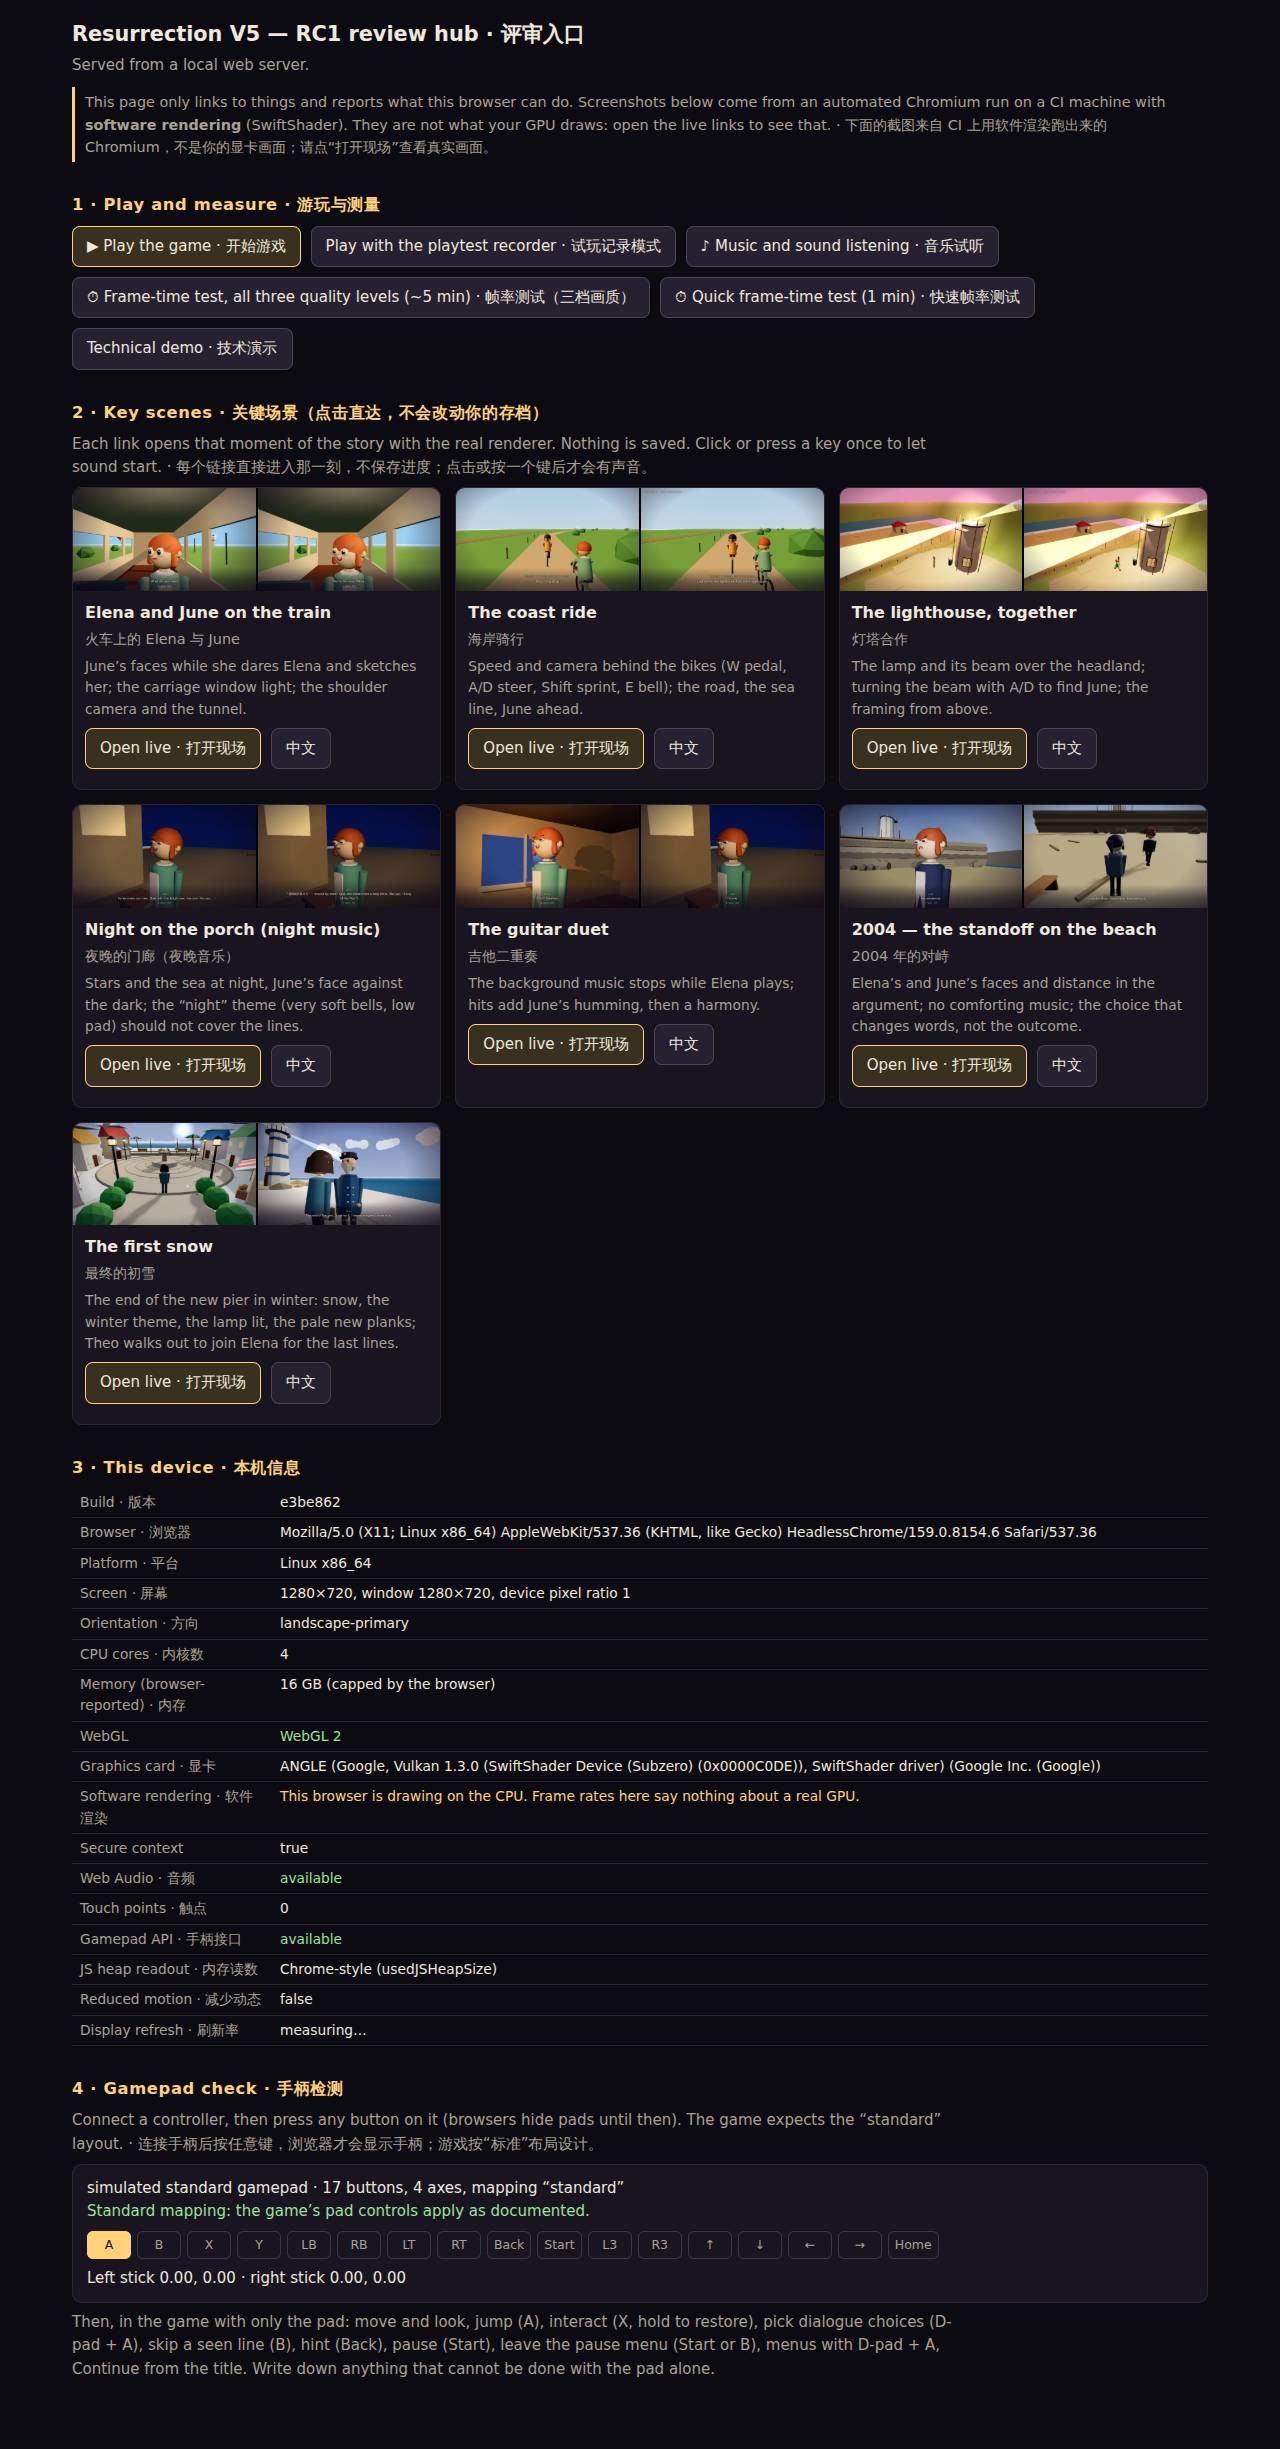 Resurrection V5 — RC1 review hub · 评审入口
Served from a local web server.
This page only links to things and reports what this browser can do. Screenshots below come from an automated Chromium run on a CI machine with
software rendering (SwiftShader). They are not what your GPU draws: open the live links to see that. · 下面的截图来自 CI 上用软件渲染跑出来的
Chromium，不是你的显卡画面；请点“打开现场”查看真实画面。
1 · Play and measure · 游玩与测量
▶ Play the game · 开始游戏
Play with the playtest recorder · 试玩记录模式
♪ Music and sound listening · 音乐试听
⏱ Frame-time test, all three quality levels (~5 min) · 帧率测试（三档画质）
⏱ Quick frame-time test (1 min) · 快速帧率测试
Technical demo · 技术演示
2 · Key scenes · 关键场景（点击直达，不会改动你的存档）
Each link opens that moment of the story with the real renderer. Nothing is saved. Click or press a key once to let
sound start. · 每个链接直接进入那一刻，不保存进度；点击或按一个键后才会有声音。
Elena and June on the train
火车上的 Elena 与 June
June’s faces while she dares Elena and sketches
her; the carriage window light; the shoulder
camera and the tunnel.
Open live · 打开现场
中文
The coast ride
海岸骑行
Speed and camera behind the bikes (W pedal,
A/D steer, Shift sprint, E bell); the road, the sea
line, June ahead.
Open live · 打开现场
中文
The lighthouse, together
灯塔合作
The lamp and its beam over the headland;
turning the beam with A/D to find June; the
framing from above.
Open live · 打开现场
中文
Night on the porch (night music)
夜晚的门廊（夜晚音乐）
Stars and the sea at night, June’s face against
the dark; the “night” theme (very soft bells, low
pad) should not cover the lines.
Open live · 打开现场
中文
The guitar duet
吉他二重奏
The background music stops while Elena plays;
hits add June’s humming, then a harmony.
Open live · 打开现场
中文
2004 — the standoff on the beach
2004 年的对峙
Elena’s and June’s faces and distance in the
argument; no comforting music; the choice that
changes words, not the outcome.
Open live · 打开现场
中文
The first snow
最终的初雪
The end of the new pier in winter: snow, the
winter theme, the lamp lit, the pale new planks;
Theo walks out to join Elena for the last lines.
Open live · 打开现场
中文
3 · This device · 本机信息
Build · 版本 e3be862
Browser · 浏览器 Mozilla/5.0 (X11; Linux x86_64) AppleWebKit/537.36 (KHTML, like Gecko) HeadlessChrome/159.0.8154.6 Safari/537.36
Platform · 平台 Linux x86_64
Screen · 屏幕 1280×720, window 1280×720, device pixel ratio 1
Orientation · 方向 landscape-primary
CPU cores · 内核数 4
Memory (browser-
reported) · 内存 16 GB (capped by the browser)
WebGL WebGL 2
Graphics card · 显卡 ANGLE (Google, Vulkan 1.3.0 (SwiftShader Device (Subzero) (0x0000C0DE)), SwiftShader driver) (Google Inc. (Google))
Software rendering · 软件
渲染 This browser is drawing on the CPU. Frame rates here say nothing about a real GPU.
Secure context true
Web Audio · 音频 available
Touch points · 触点 0
Gamepad API · 手柄接口 available
JS heap readout · 内存读数 Chrome-style (usedJSHeapSize)
Reduced motion · 减少动态 false
Display refresh · 刷新率 measuring…
4 · Gamepad check · 手柄检测
Connect a controller, then press any button on it (browsers hide pads until then). The game expects the “standard”
layout. · 连接手柄后按任意键，浏览器才会显示手柄；游戏按“标准”布局设计。
simulated standard gamepad · 17 buttons, 4 axes, mapping “standard”
Standard mapping: the game’s pad controls apply as documented.
A B X Y LB RB LT RT Back Start L3 R3 ↑ ↓ ← → Home
Left stick 0.00, 0.00 · right stick 0.00, 0.00
Then, in the game with only the pad: move and look, jump (A), interact (X, hold to restore), pick dialogue choices (D-
pad + A), skip a seen line (B), hint (Back), pause (Start), leave the pause menu (Start or B), menus with D-pad + A,
Continue from the title. Write down anything that cannot be done with the pad alone.